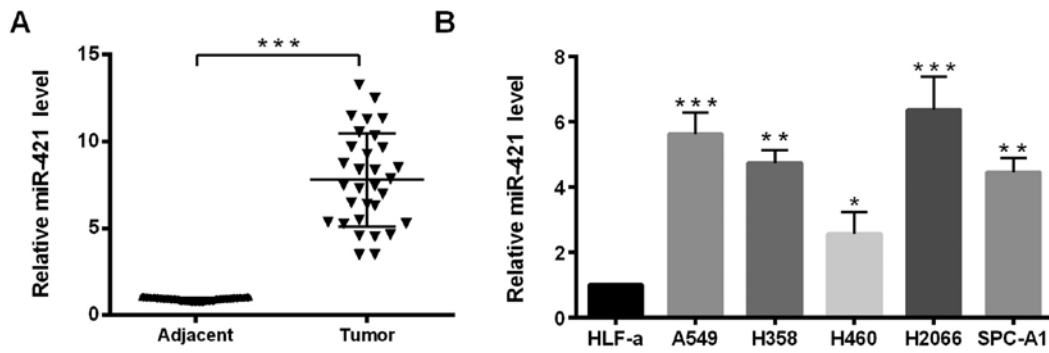 A
Relative miR-421 level
15
10
5
0
***
Adjacent
Tumor
B
Relative miR-421 level
8
6
4
2
0
***
**
*
***
**
HLF-a
A549
H358
H460
H2066
SPC-A1